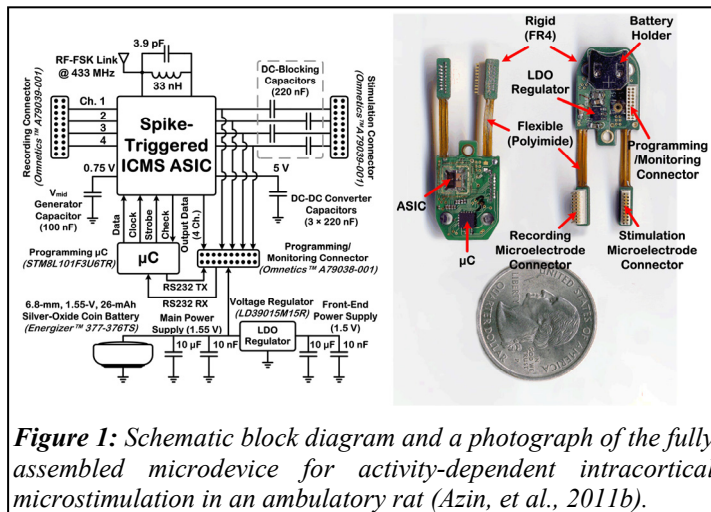 3.9 pF
RF-FSK Link
@ 433 MHz
33 nH
DC-Blocking
Capacitors
(220 nF)
Recording Connector
(Omnetics™ A79039-001)
Ch. 1
2
3
4
Spike-
Triggered
ICMS ASIC
Stimulation Connector
(Omnetics™ A79039-001)
0.75 V
5 V
Vmid
Generator
Capacitor
(100 nF)
DC-DC Converter
Capacitors
(3 × 220 nF)
Data
Clock
Strobe
Check
Output Data
(4 Ch.)
Programming µC
(STM8L101F3U6TR)
µC
Programming/
Monitoring Connector
(Omnetics™ A79038-001)
RS232 TX
RS232 RX
6.8-mm, 1.55-V, 26-mAh
Silver-Oxide Coin Battery
(Energizer™ 377-376TS)
Main Power
Supply (1.55 V)
Voltage Regulator
(LD39015M15R)
LDO
Regulator
Front-End
Power Supply
(1.5 V)
10 µF
10 nF
10 µF
10 nF
Rigid
(FR4)
Battery
Holder
LDO
Regulator
Flexible
(Polyimide)
Programming
/Monitoring
Connector
ASIC
µC
Recording
Microelectrode
Connector
Stimulation
Microelectrode
Connector
QUARTER DOLLAR
Figure 1: Schematic block diagram and a photograph of the fully
assembled microdevice for activity-dependent intracortical
microstimulation in an ambulatory rat (Azin, et al., 2011b).